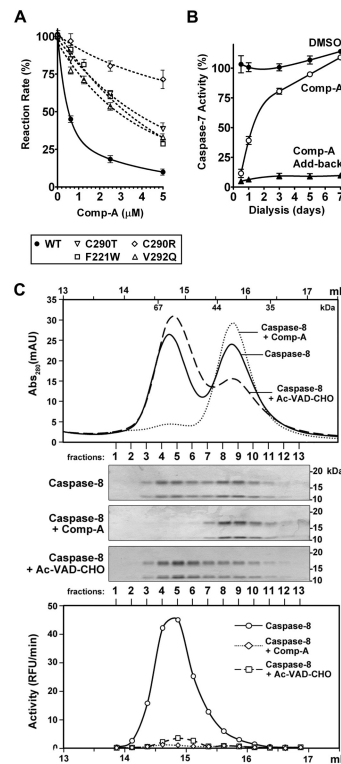 A
Reaction Rate (%)
100
75
50
25
0
0 1 2 3 4 5
Comp-A (μM)
WT C290T C290R
F221W V292Q
B
Caspase-7 Activity (%)
120
100
80
60
40
20
0
0 1 2 3 4 5 6 7
Dialysis (days)
DMSO
Comp-A
Comp-A
Add-back
C
13 14 15 16 17 ml
67 44 35 kDa
Abs280(mAU)
35
30
25
20
15
10
5
0
Caspase-8
+ Comp-A
Caspase-8
Caspase-8
+ Ac-VAD-CHO
fractions: 1 2 3 4 5 6 7 8 9 10 11 12 13
Caspase-8
20 kDa
15
10
Caspase-8
+ Comp-A
20
15
10
Caspase-8
+ Ac-VAD-CHO
20
15
10
fractions: 1 2 3 4 5 6 7 8 9 10 11 12 13
Activity (RFU/min)
50
40
30
20
10
0
Caspase-8
Caspase-8
+ Comp-A
Caspase-8
+ Ac-VAD-CHO
13 14 15 16 17 ml